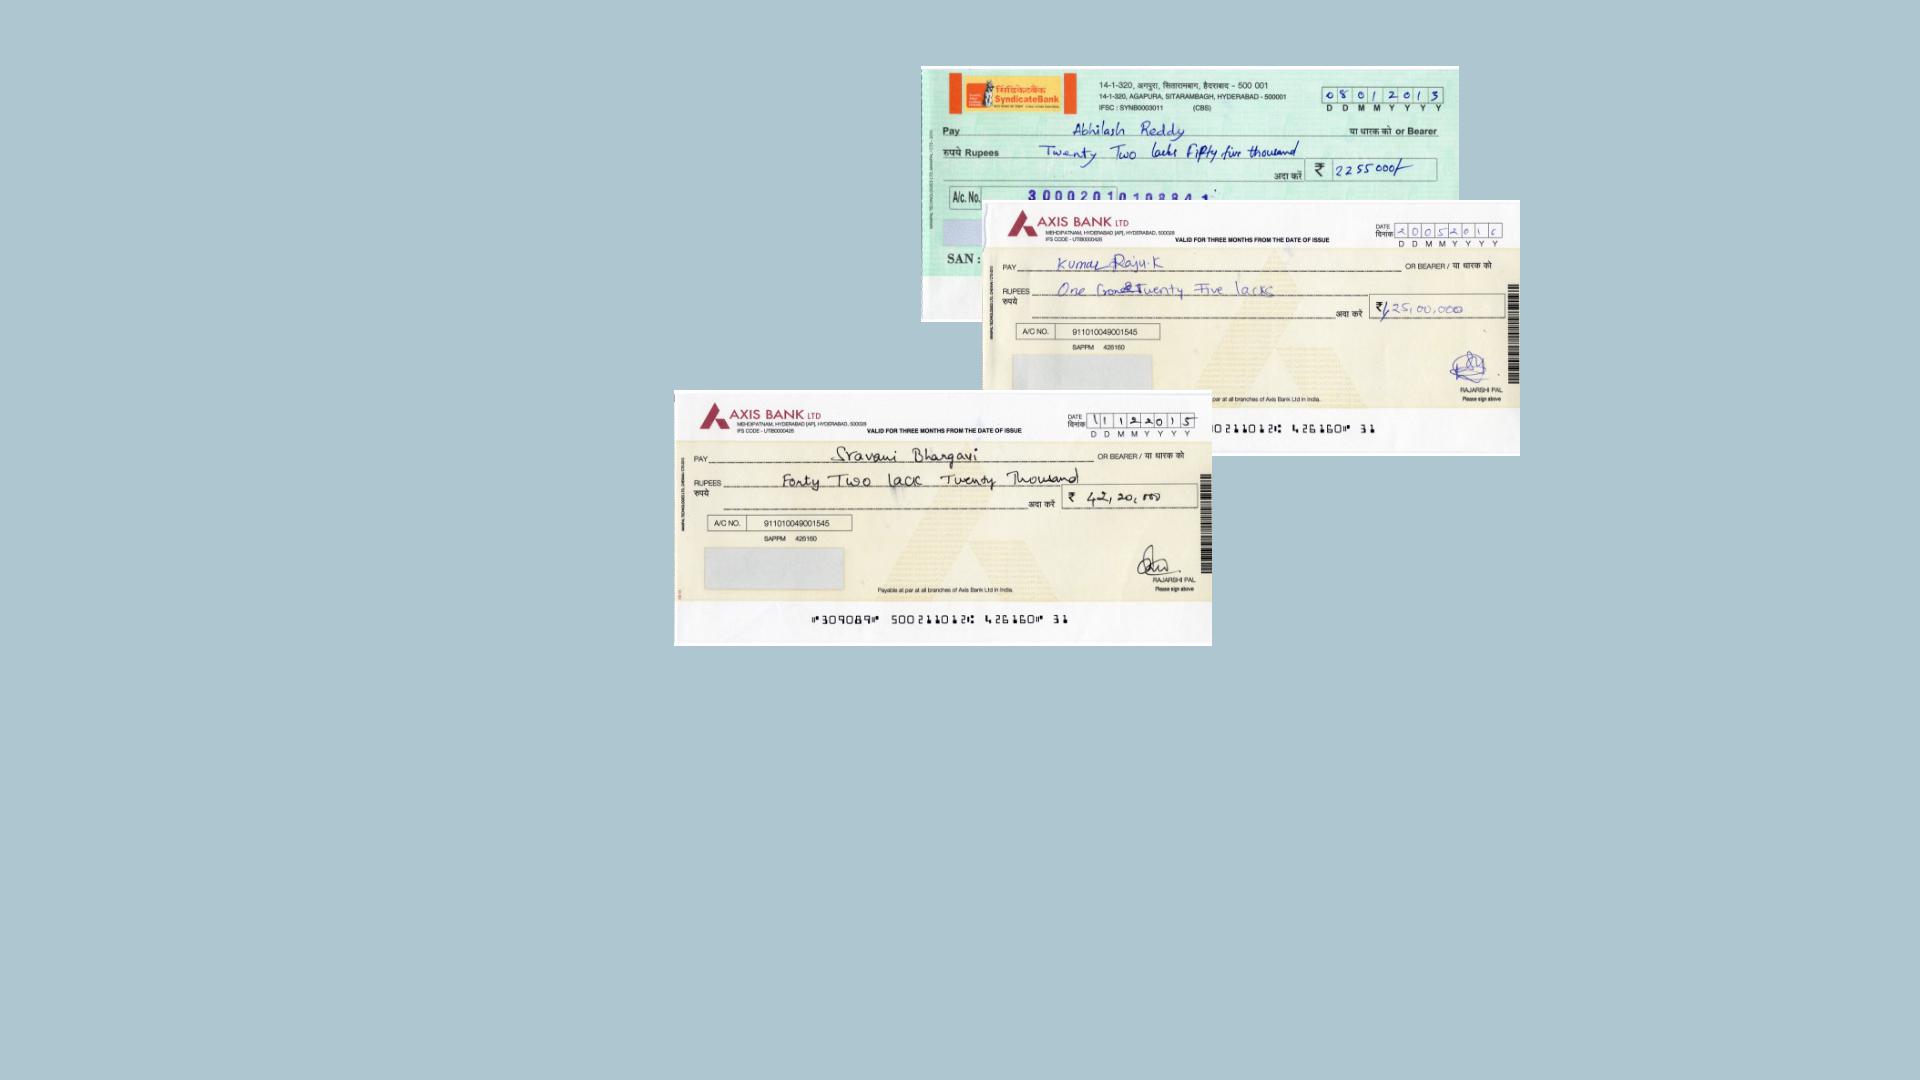 सिंडिकेटबैंक
SyndicateBank
14-1-320, अगपुरा, सितारामबाग, हैदराबाद - 500 001
14-1-320, AGAPURA, SITARAMBAGH, HYDERABAD - 500001
IFSC : SYNB0003011 (CBS)
0 8 0 1 2 0 1 3
D D M M Y Y Y Y
Pay Abhilash Reddy या धारक को or Bearer
रुपये Rupees Twenty Two lacks Fifty five thousand
अदा करें ₹ 2255000/-
A/c. No.
SAN :
AXIS BANK LTD
MEHDIPATNAM, HYDERABAD [AP], HYDERABAD, 500028
IFS CODE - UTIB0000426
VALID FOR THREE MONTHS FROM THE DATE OF ISSUE
DATE
दिनांक 2 0 0 5 2 0 1 6
D D M M Y Y Y Y
PAY Kumar Raju.K OR BEARER / या धारक को
RUPEES One Twenty Five lacks
रुपये
अदा करें ₹1,25,00,000
A/C NO. 911010049001545
SAPPM 426160
RAJARSHI PAL
Please sign above
par at all branches of Axis Bank Ltd in India.
426160 31
AXIS BANK LTD
MEHDIPATNAM, HYDERABAD [AP], HYDERABAD, 500028
IFS CODE - UTIB0000426
VALID FOR THREE MONTHS FROM THE DATE OF ISSUE
DATE
दिनांक 1 1 1 2 2 0 1 5
D D M M Y Y Y Y
PAY Sravani Bhargavi OR BEARER / या धारक को
RUPEES Forty Two lack Twenty Thousand
रुपये
अदा करें ₹ 42,20,000
A/C NO. 911010049001545
SAPPM 426160
RAJARSHI PAL
Please sign above
Payable at par at all branches of Axis Bank Ltd in India.
⑈309089⑈ 500211012⑆ 426160⑈ 31